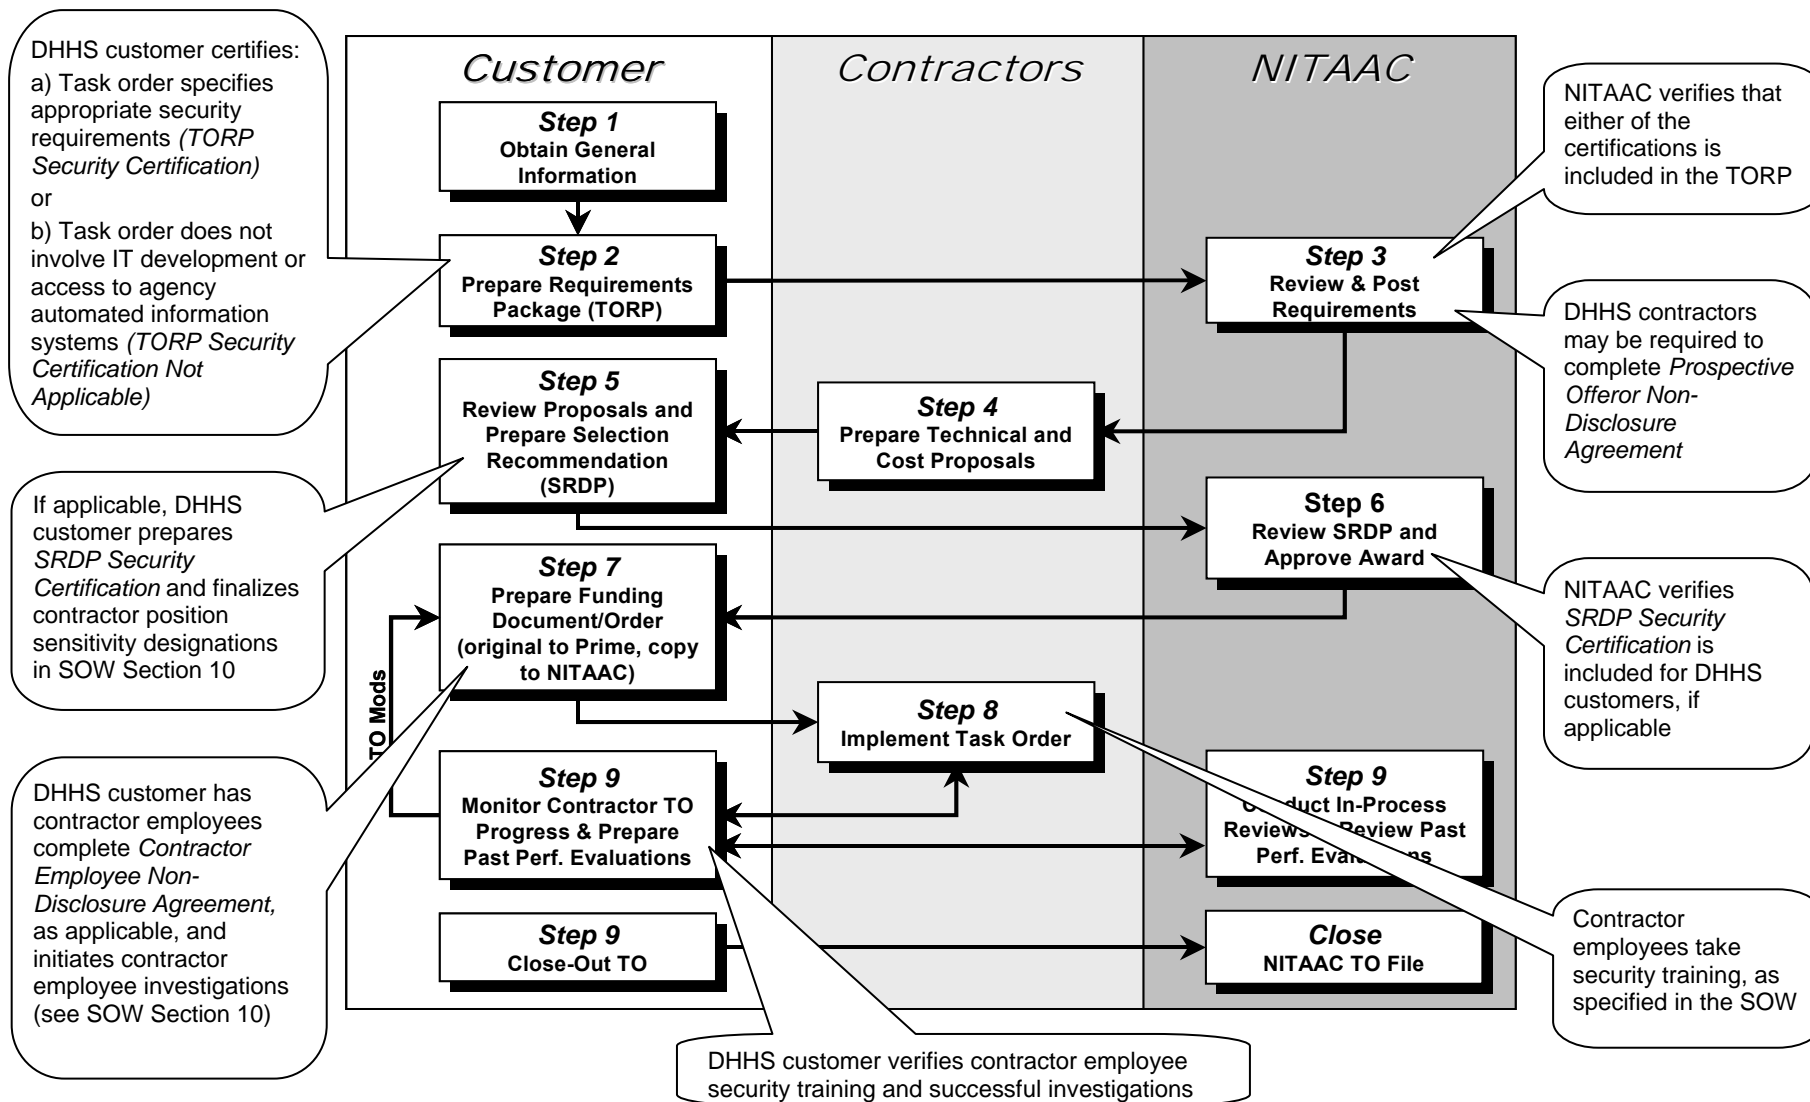 DHHS customer certifies:
a) Task order specifies
appropriate security
requirements (TORP
Security Certification)
or
b) Task order does not
involve IT development or
access to agency
automated information
systems (TORP Security
Certification Not
Applicable)
If applicable, DHHS
customer prepares
SRDP Security
Certification and finalizes
contractor position
sensitivity designations
in SOW Section 10
DHHS customer has
contractor employees
complete Contractor
Employee Non-
Disclosure Agreement,
as applicable, and
initiates contractor
employee investigations
(see SOW Section 10)
Customer
Step 1
Obtain General
Information
Step 2
Prepare Requirements
Package (TORP)
Step 5
Review Proposals and
Prepare Selection
Recommendation
(SRDP)
Step 7
Prepare Funding
Document/Order
(original to Prime, copy
to NITAAC)
TO Mods
Step 9
Monitor Contractor TO
Progress & Prepare
Past Perf. Evaluations
Step 9
Close-Out TO
Contractors
Step 4
Prepare Technical and
Cost Proposals
Step 8
Implement Task Order
NITAAC
Step 3
Review & Post
Requirements
Step 6
Review SRDP and
Approve Award
Step 9
Conduct In-Process
Reviews Review Past
Perf. Evaluations
Close
NITAAC TO File
NITAAC verifies that
either of the
certifications is
included in the TORP
DHHS contractors
may be required to
complete Prospective
Offeror Non-
Disclosure
Agreement
NITAAC verifies
SRDP Security
Certification is
included for DHHS
customers, if
applicable
Contractor
employees take
security training, as
specified in the SOW
DHHS customer verifies contractor employee
security training and successful investigations